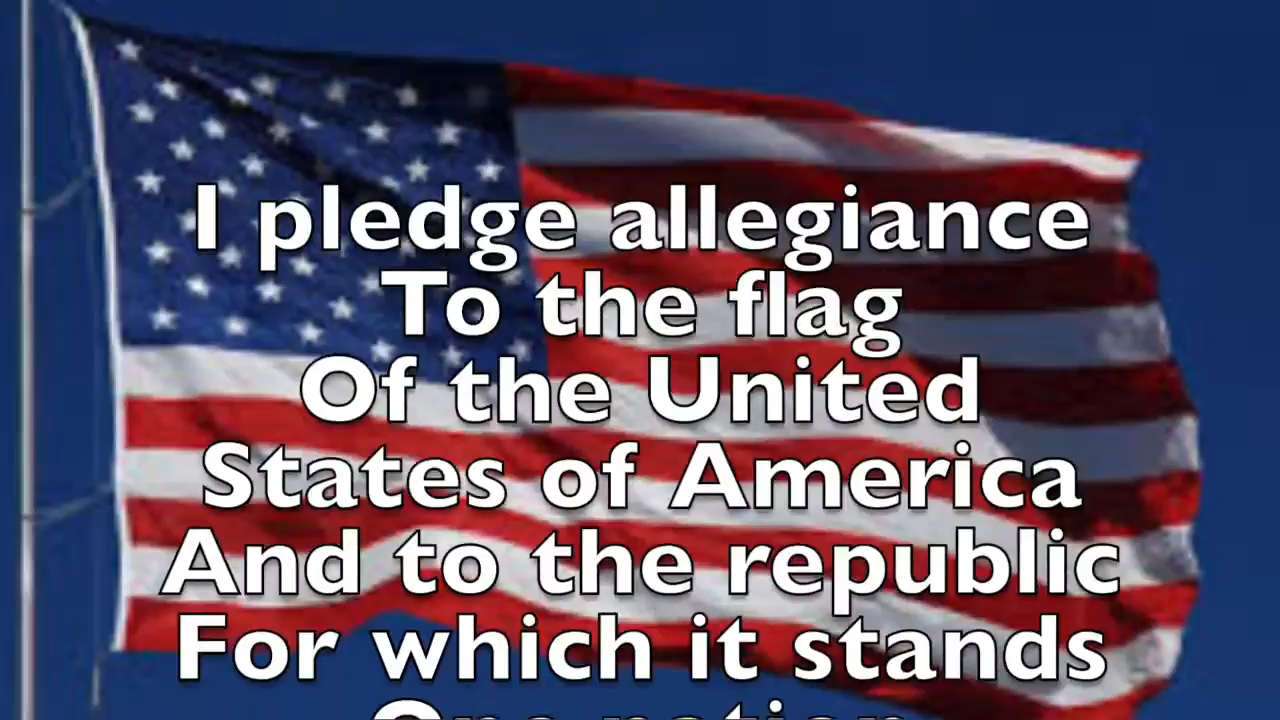 I pledge allegiance
To the flag
Of the United
States of America
And to the republic
For which it stands
One nation